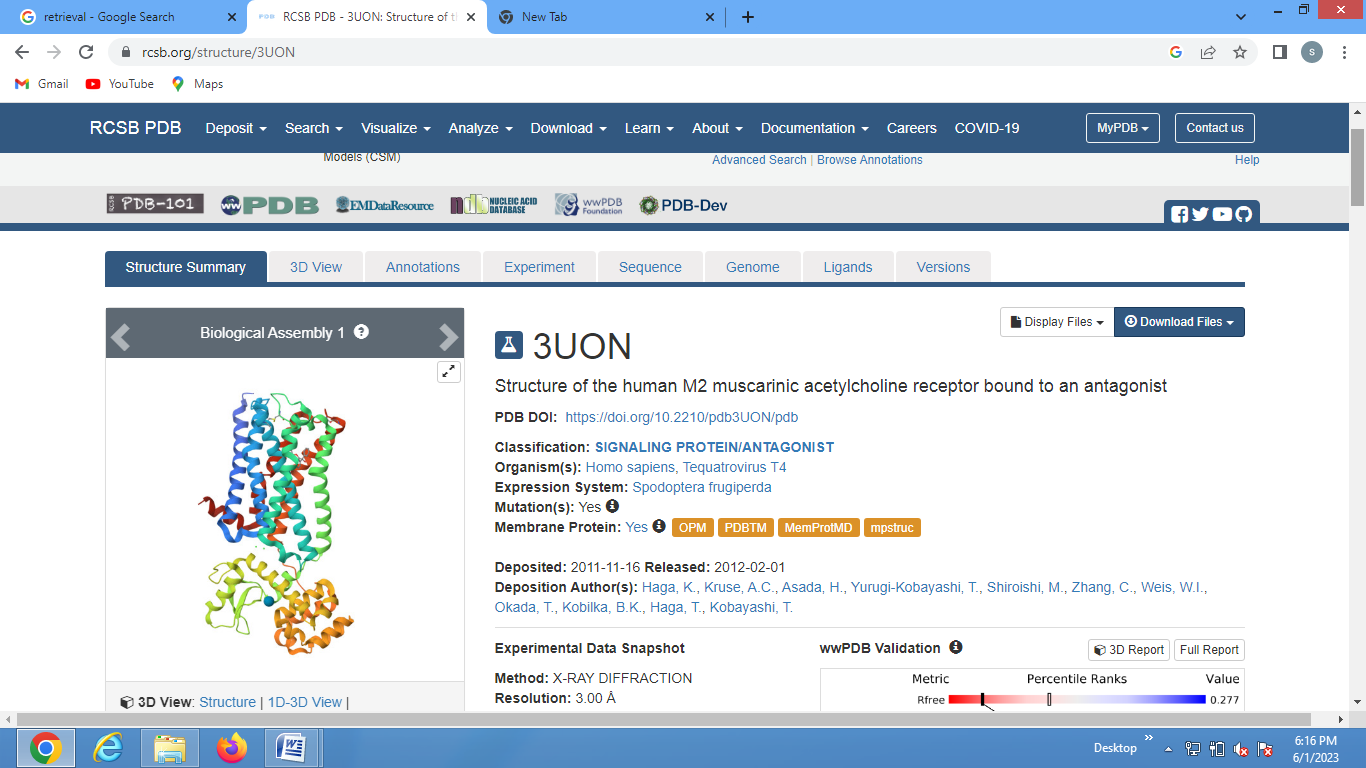 retrieval - Google Search
RCSB PDB - 3UON: Structure of th
New Tab
rcsb.org/structure/3UON
S
Gmail YouTube Maps
RCSB PDB Deposit Search Visualize Analyze Download Learn About Documentation Careers COVID-19 MyPDB Contact us
Models (CSM)
Advanced Search | Browse Annotations
Help
RCSB PDB-101 wwPDB EMDataResource ndb NUCLEIC ACID DATABASE wwPDB Foundation PDB-Dev
Structure Summary 3D View Annotations Experiment Sequence Genome Ligands Versions
Biological Assembly 1 ?
Display Files Download Files
3UON
Structure of the human M2 muscarinic acetylcholine receptor bound to an antagonist
PDB DOI: https://doi.org/10.2210/pdb3UON/pdb
Classification: SIGNALING PROTEIN/ANTAGONIST
Organism(s): Homo sapiens, Tequatrovirus T4
Expression System: Spodoptera frugiperda
Mutation(s): Yes
Membrane Protein: Yes OPM PDBTM MemProtMD mpstruc
Deposited: 2011-11-16 Released: 2012-02-01
Deposition Author(s): Haga, K., Kruse, A.C., Asada, H., Yurugi-Kobayashi, T., Shiroishi, M., Zhang, C., Weis, W.I.,
Okada, T., Kobilka, B.K., Haga, T., Kobayashi, T.
Experimental Data Snapshot
Method: X-RAY DIFFRACTION
Resolution: 3.00 Å
wwPDB Validation 3D Report Full Report
Metric Percentile Ranks Value
Rfree 0.277
3D View: Structure | 1D-3D View |
Desktop »
6:16 PM
6/1/2023